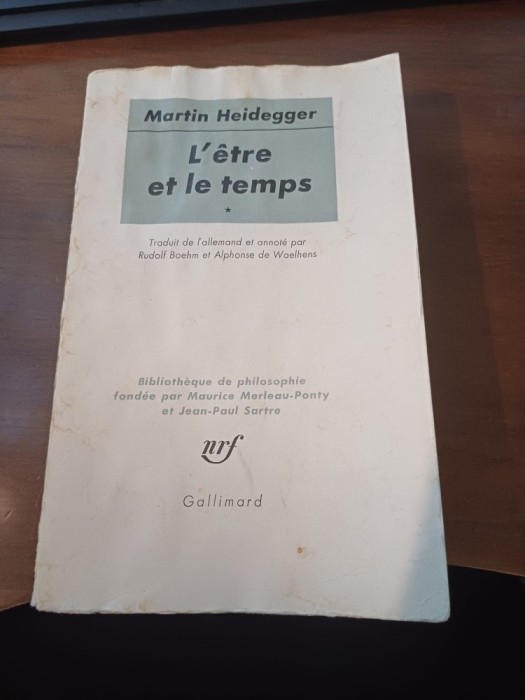 Martin Heidegger
L'être
et le temps
*
Traduit de l'allemand et annoté par
Rudolf Boehm et Alphonse de Waelhens
Bibliothèque de philosophie
fondée par Maurice Merleau-Ponty
et Jean-Paul Sartre
nrf
Gallimard